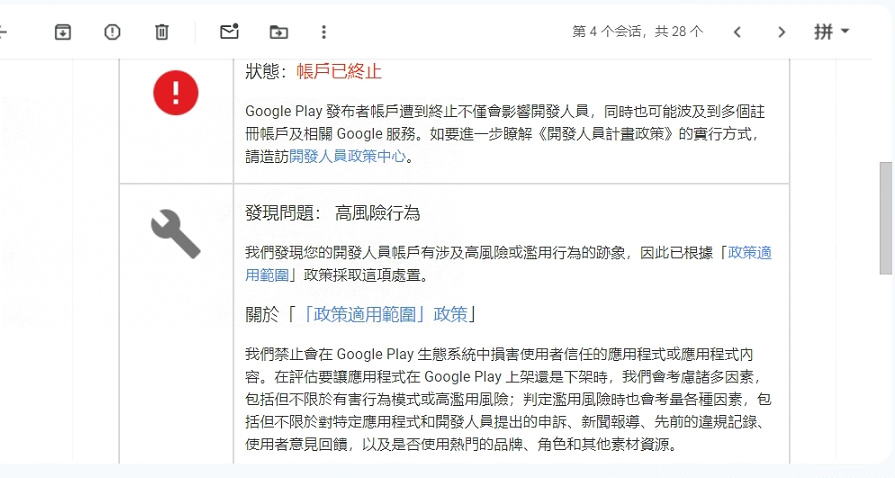 第 4 个会话，共 28 个
拼
狀態：帳戶已終止
Google Play 發布者帳戶遭到終止不僅會影響開發人員，同時也可能波及到多個註
冊帳戶及相關 Google 服務。如要進一步瞭解《開發人員計畫政策》的實行方式，
請造訪開發人員政策中心。
發現問題： 高風險行為
我們發現您的開發人員帳戶有涉及高風險或濫用行為的跡象，因此已根據「政策適
用範圍」政策採取這項處置。
關於「「政策適用範圍」政策」
我們禁止會在 Google Play 生態系統中損害使用者信任的應用程式或應用程式內
容。在評估要讓應用程式在 Google Play 上架還是下架時，我們會考慮諸多因素，
包括但不限於有害行為模式或高濫用風險；判定濫用風險時也會考量各種因素，包
括但不限於對特定應用程式和開發人員提出的申訴、新聞報導、先前的違規記錄、
使用者意見回饋，以及是否使用熱門的品牌、角色和其他素材資源。